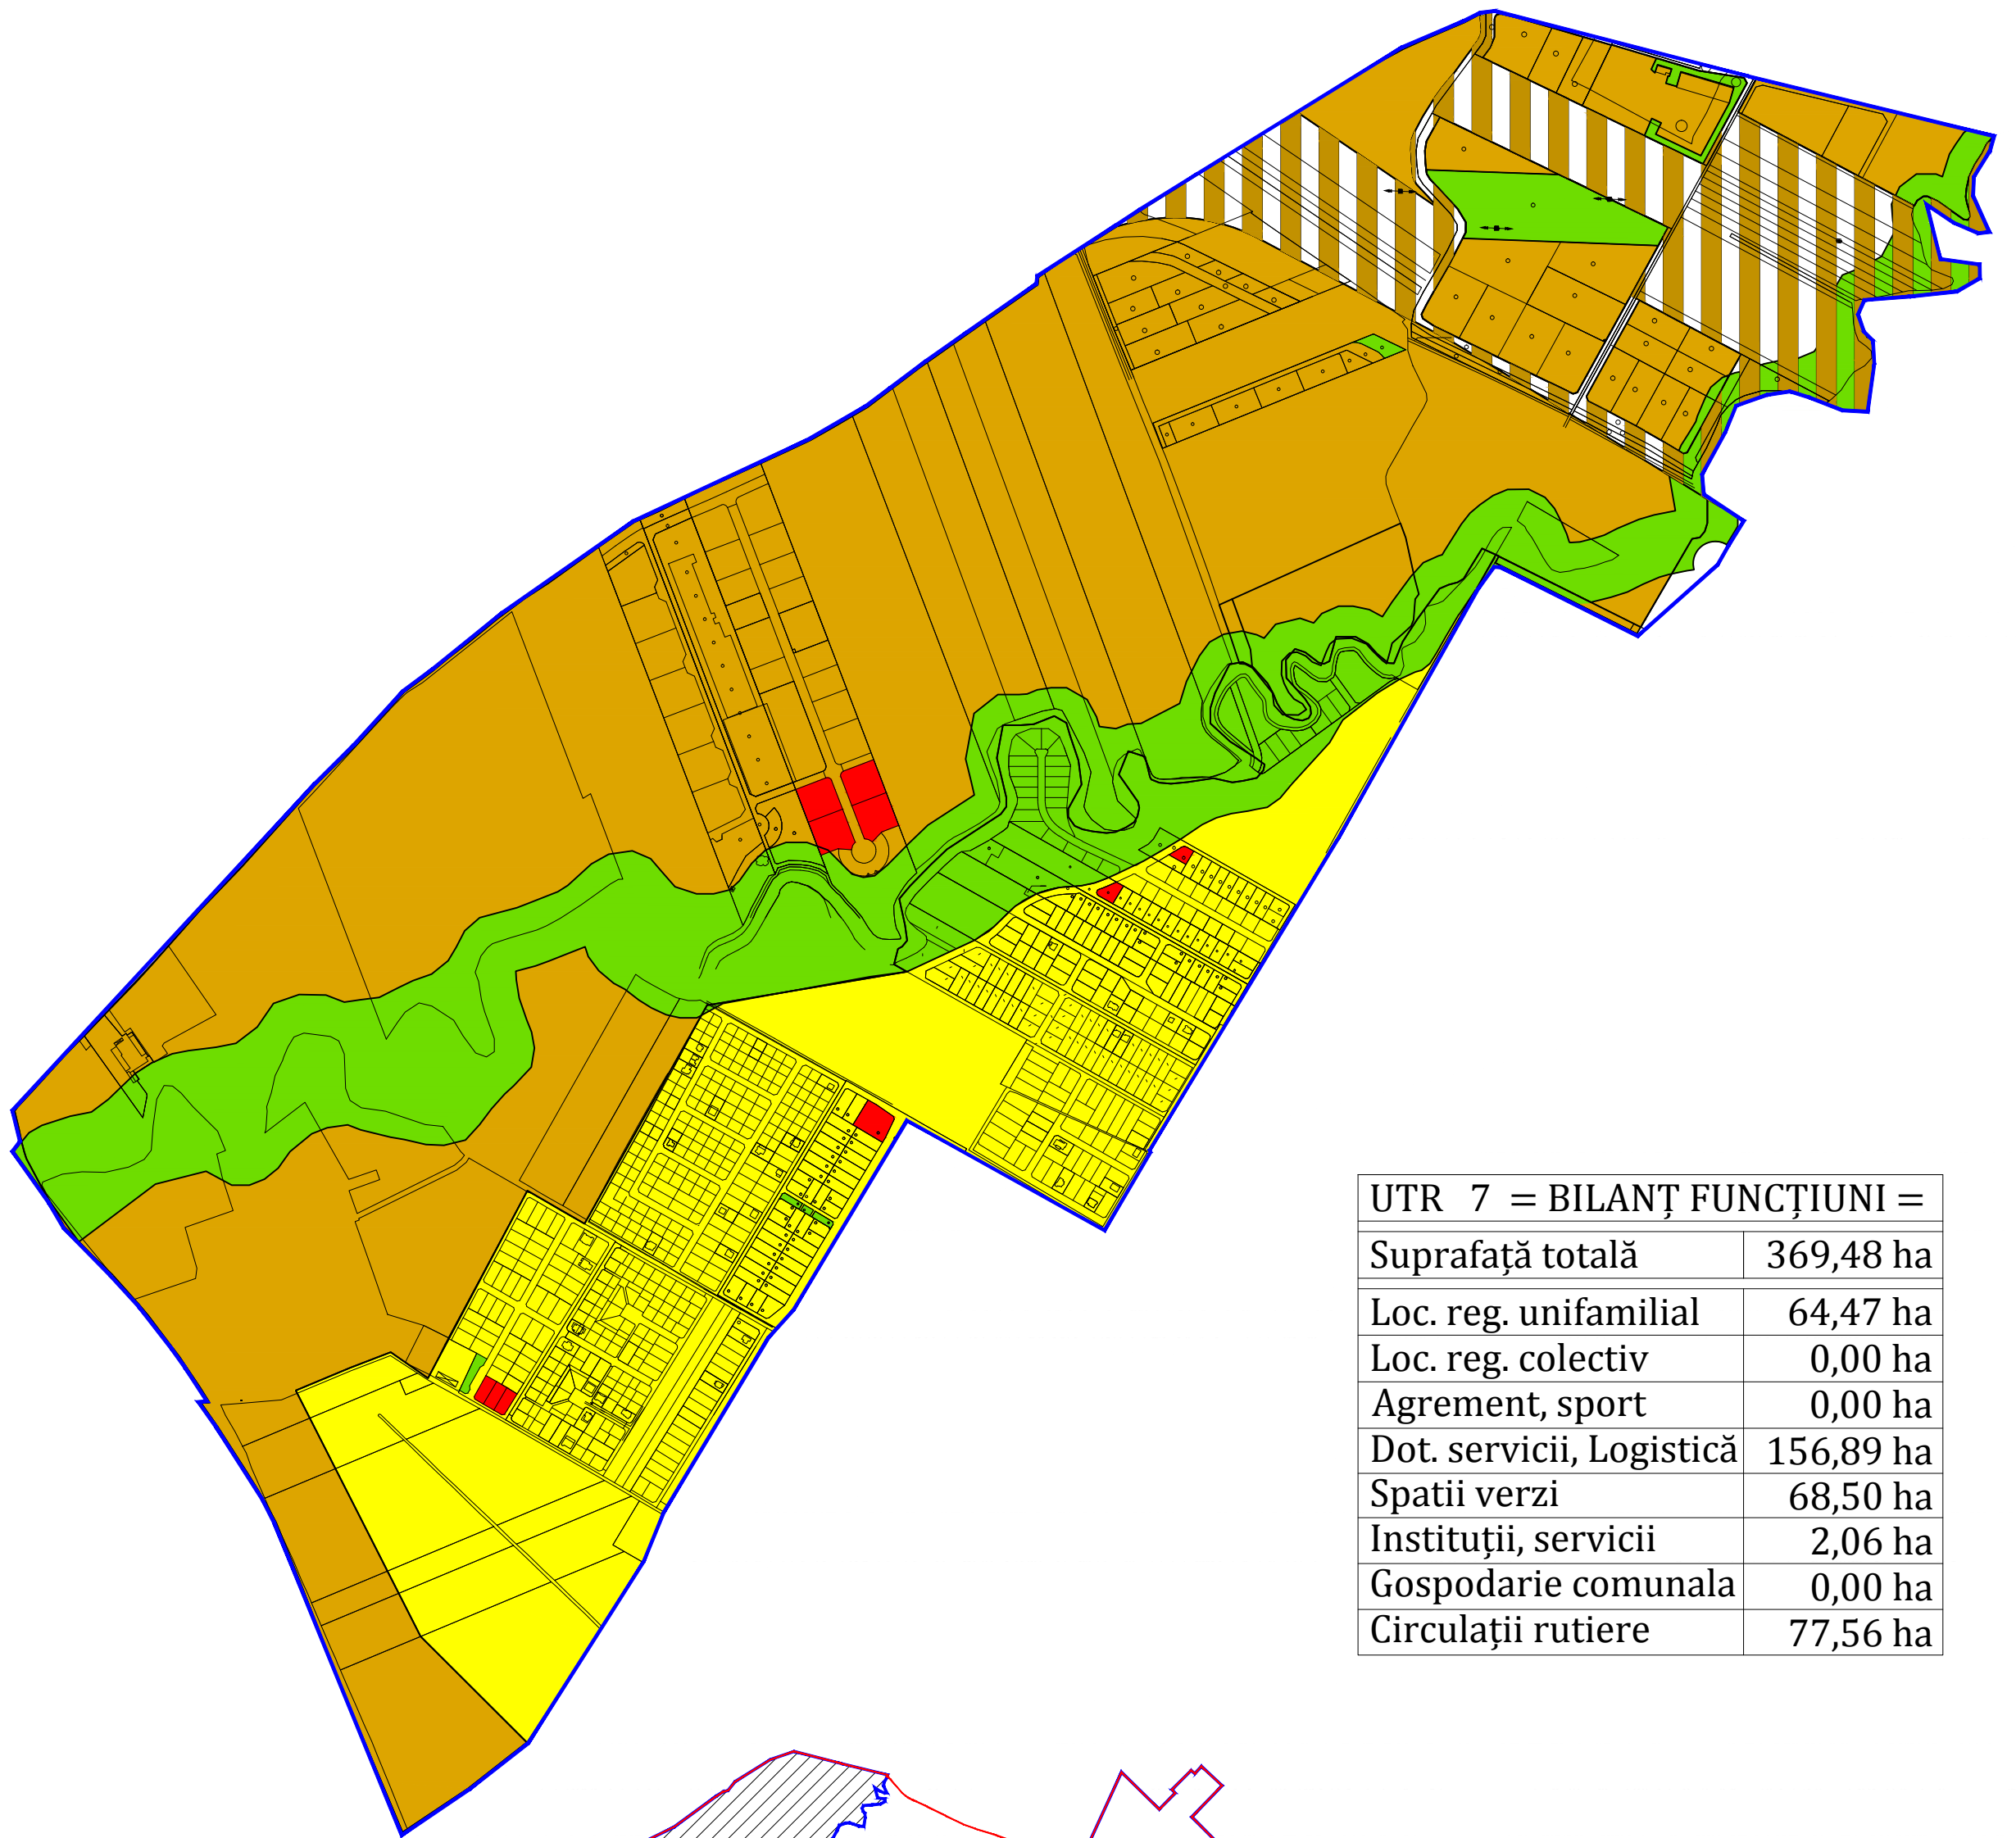 UTR 7 = BILANȚ FUNCȚIUNI =
Suprafață totală 369,48 ha
Loc. reg. unifamilial 64,47 ha
Loc. reg. colectiv 0,00 ha
Agrement, sport 0,00 ha
Dot. servicii, Logistică 156,89 ha
Spatii verzi 68,50 ha
Instituții, servicii 2,06 ha
Gospodarie comunala 0,00 ha
Circulații rutiere 77,56 ha